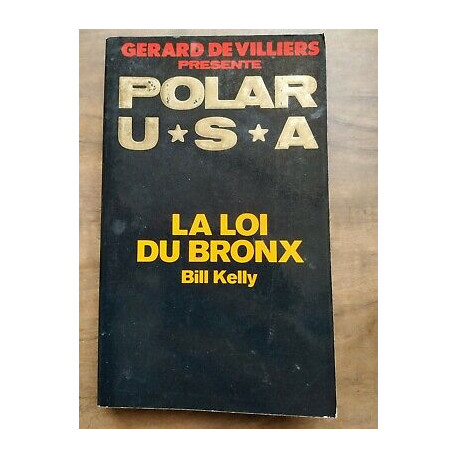 GERARD DE VILLIERS
PRESENTE
POLAR
U★S★A
LA LOI
DU BRONX
Bill Kelly